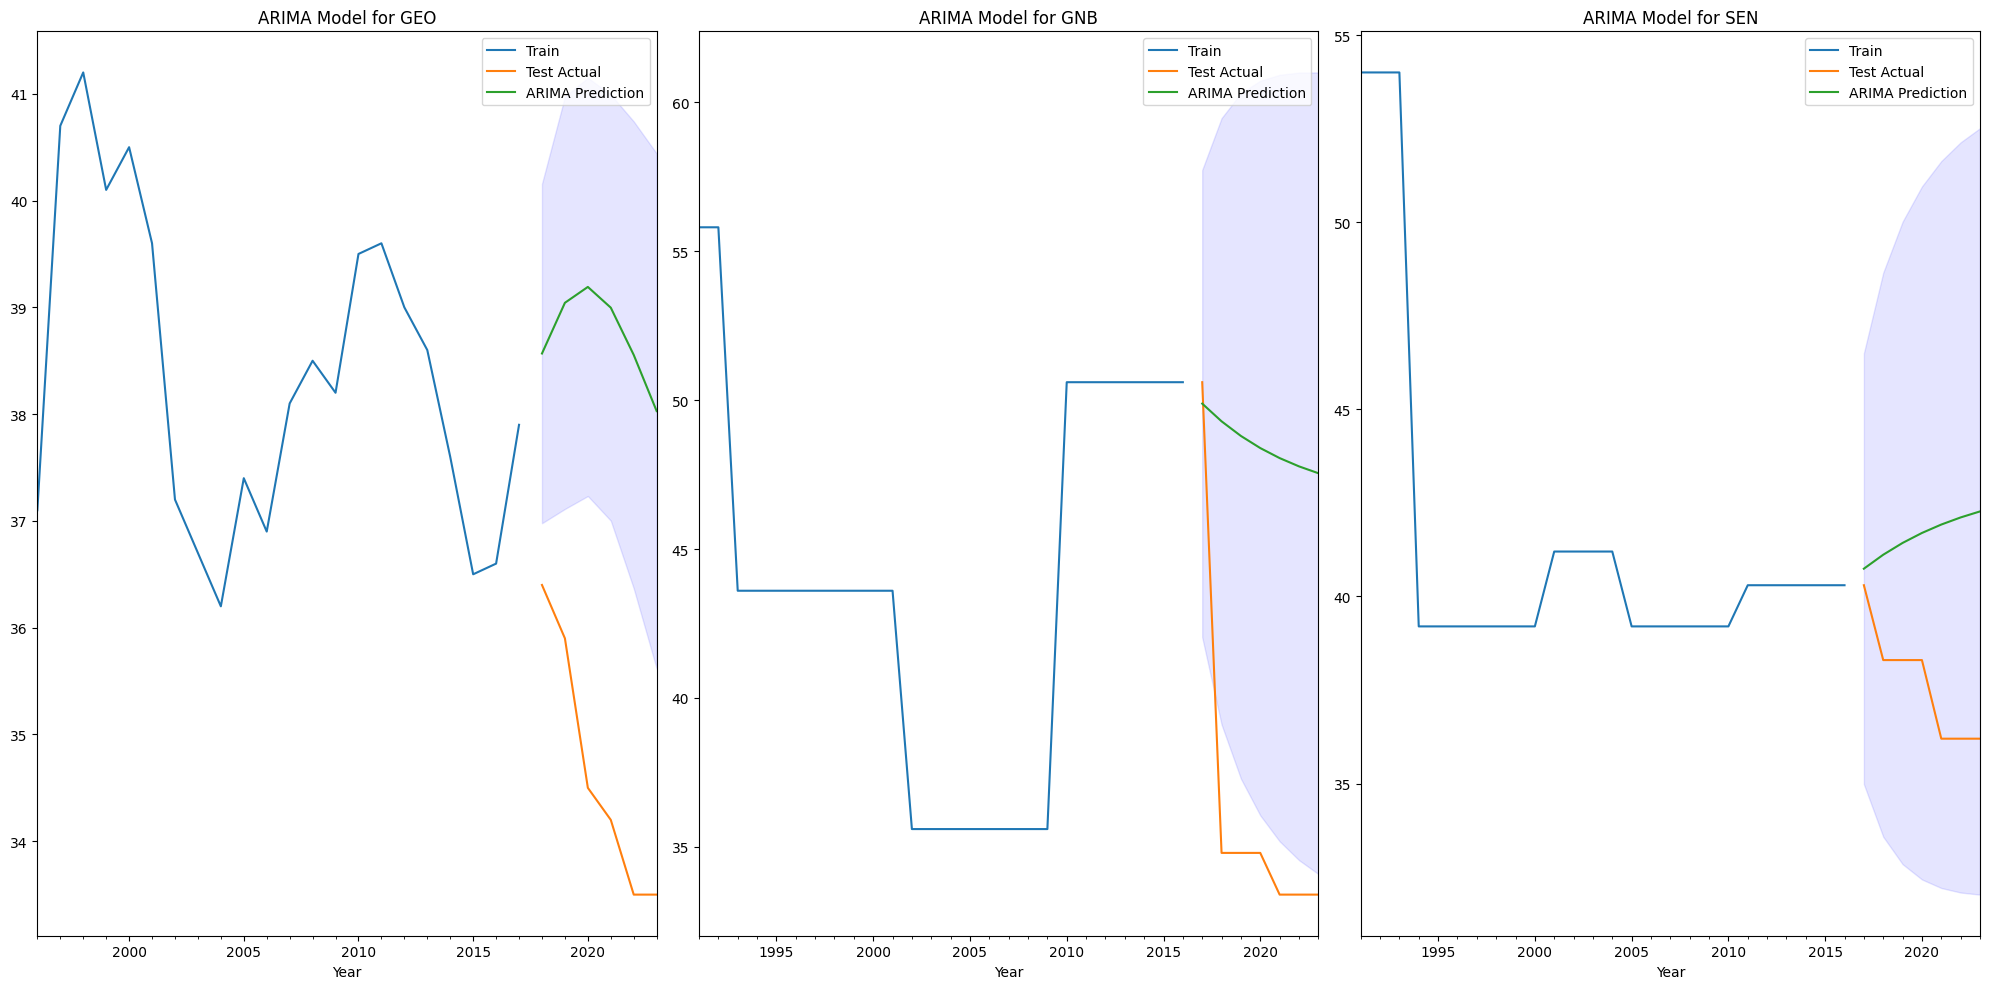 ARIMA Model for GEO
Train
Test Actual
ARIMA Prediction
41
40
39
38
37
36
35
34
2000
2005
2010
2015
2020
Year
ARIMA Model for GNB
Train
Test Actual
ARIMA Prediction
60
55
50
45
40
35
1995
2000
2005
2010
2015
2020
Year
ARIMA Model for SEN
Train
Test Actual
ARIMA Prediction
55
50
45
40
35
1995
2000
2005
2010
2015
2020
Year